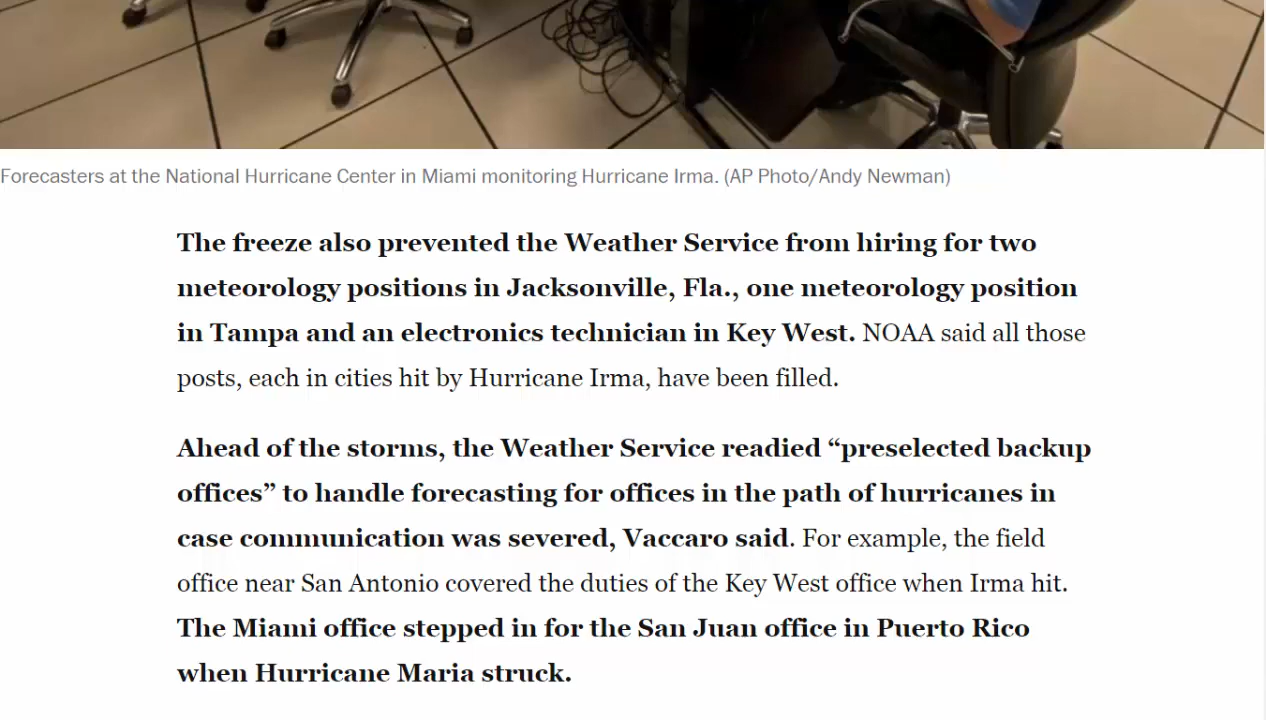 Forecasters at the National Hurricane Center in Miami monitoring Hurricane Irma. (AP Photo/Andy Newman)
The freeze also prevented the Weather Service from hiring for two
meteorology positions in Jacksonville, Fla., one meteorology position
in Tampa and an electronics technician in Key West. NOAA said all those
posts, each in cities hit by Hurricane Irma, have been filled.
Ahead of the storms, the Weather Service readied “preselected backup
offices” to handle forecasting for offices in the path of hurricanes in
case communication was severed, Vaccaro said. For example, the field
office near San Antonio covered the duties of the Key West office when Irma hit.
The Miami office stepped in for the San Juan office in Puerto Rico
when Hurricane Maria struck.